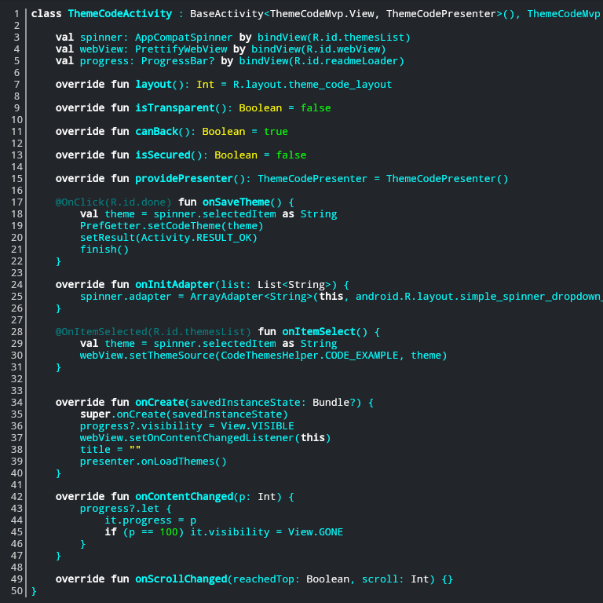 1 class ThemeCodeActivity : BaseActivity<ThemeCodeMvp.View, ThemeCodePresenter>(), ThemeCodeMvp
2
3     val spinner: AppCompatSpinner by bindView(R.id.themesList)
4     val webView: PrettifyWebView by bindView(R.id.webView)
5     val progress: ProgressBar? by bindView(R.id.readmeLoader)
6
7     override fun layout(): Int = R.layout.theme_code_layout
8
9     override fun isTransparent(): Boolean = false
10
11     override fun canBack(): Boolean = true
12
13     override fun isSecured(): Boolean = false
14
15     override fun providePresenter(): ThemeCodePresenter = ThemeCodePresenter()
16
17     @OnClick(R.id.done) fun onSaveTheme() {
18         val theme = spinner.selectedItem as String
19         PrefGetter.setCodeTheme(theme)
20         setResult(Activity.RESULT_OK)
21         finish()
22     }
23
24     override fun onInitAdapter(list: List<String>) {
25         spinner.adapter = ArrayAdapter<String>(this, android.R.layout.simple_spinner_dropdown_
26     }
27
28     @OnItemSelected(R.id.themesList) fun onItemSelect() {
29         val theme = spinner.selectedItem as String
30         webView.setThemeSource(CodeThemesHelper.CODE_EXAMPLE, theme)
31     }
32
33
34     override fun onCreate(savedInstanceState: Bundle?) {
35         super.onCreate(savedInstanceState)
36         progress?.visibility = View.VISIBLE
37         webView.setOnContentChangedListener(this)
38         title = ""
39         presenter.onLoadThemes()
40     }
41
42     override fun onContentChanged(p: Int) {
43         progress?.let {
44             it.progress = p
45             if (p == 100) it.visibility = View.GONE
46         }
47     }
48
49     override fun onScrollChanged(reachedTop: Boolean, scroll: Int) {}
50 }